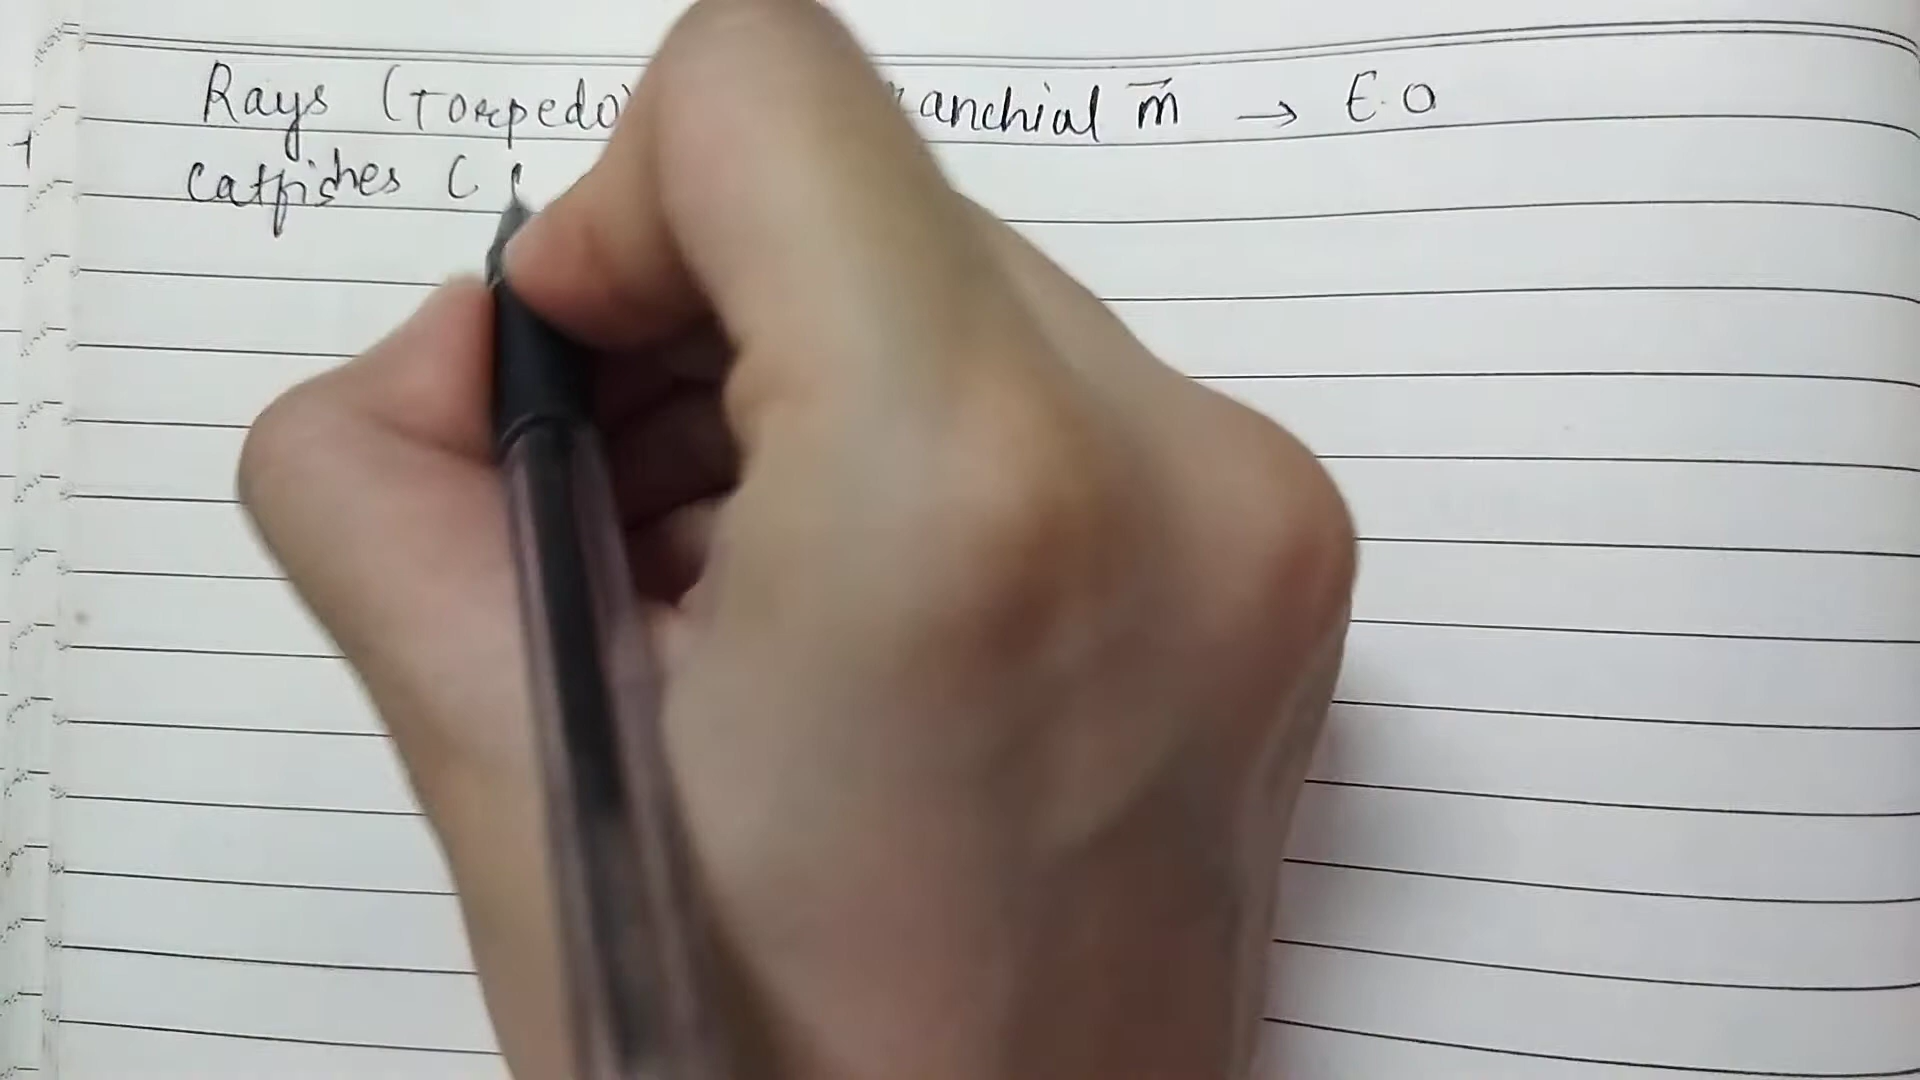 Rays (Torpedo) anchial m̄ → E.O
Catfishes (